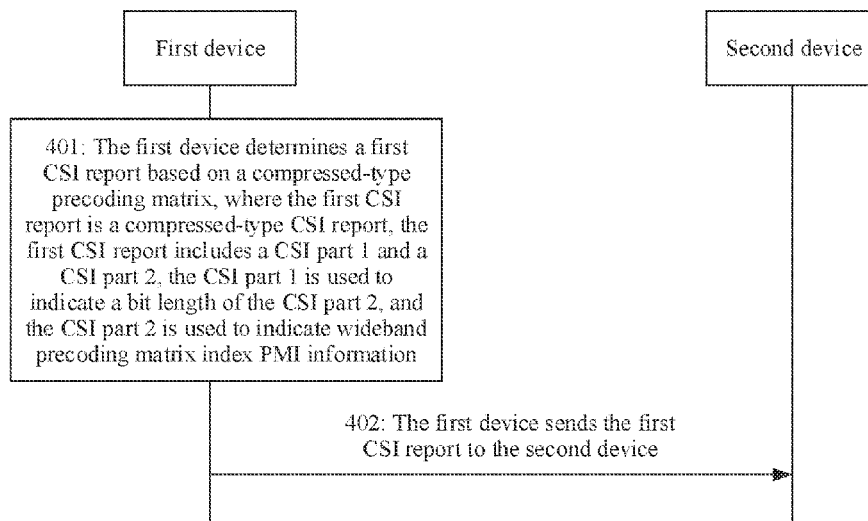 First device
Second device
401: The first device determines a first
CSI report based on a compressed-type
precoding matrix, where the first CSI
report is a compressed-type CSI report, the
first CSI report includes a CSI part 1 and a
CSI part 2, the CSI part 1 is used to
indicate a bit length of the CSI part 2, and
the CSI part 2 is used to indicate wideband
precoding matrix index PMI information
402: The first device sends the first
CSI report to the second device